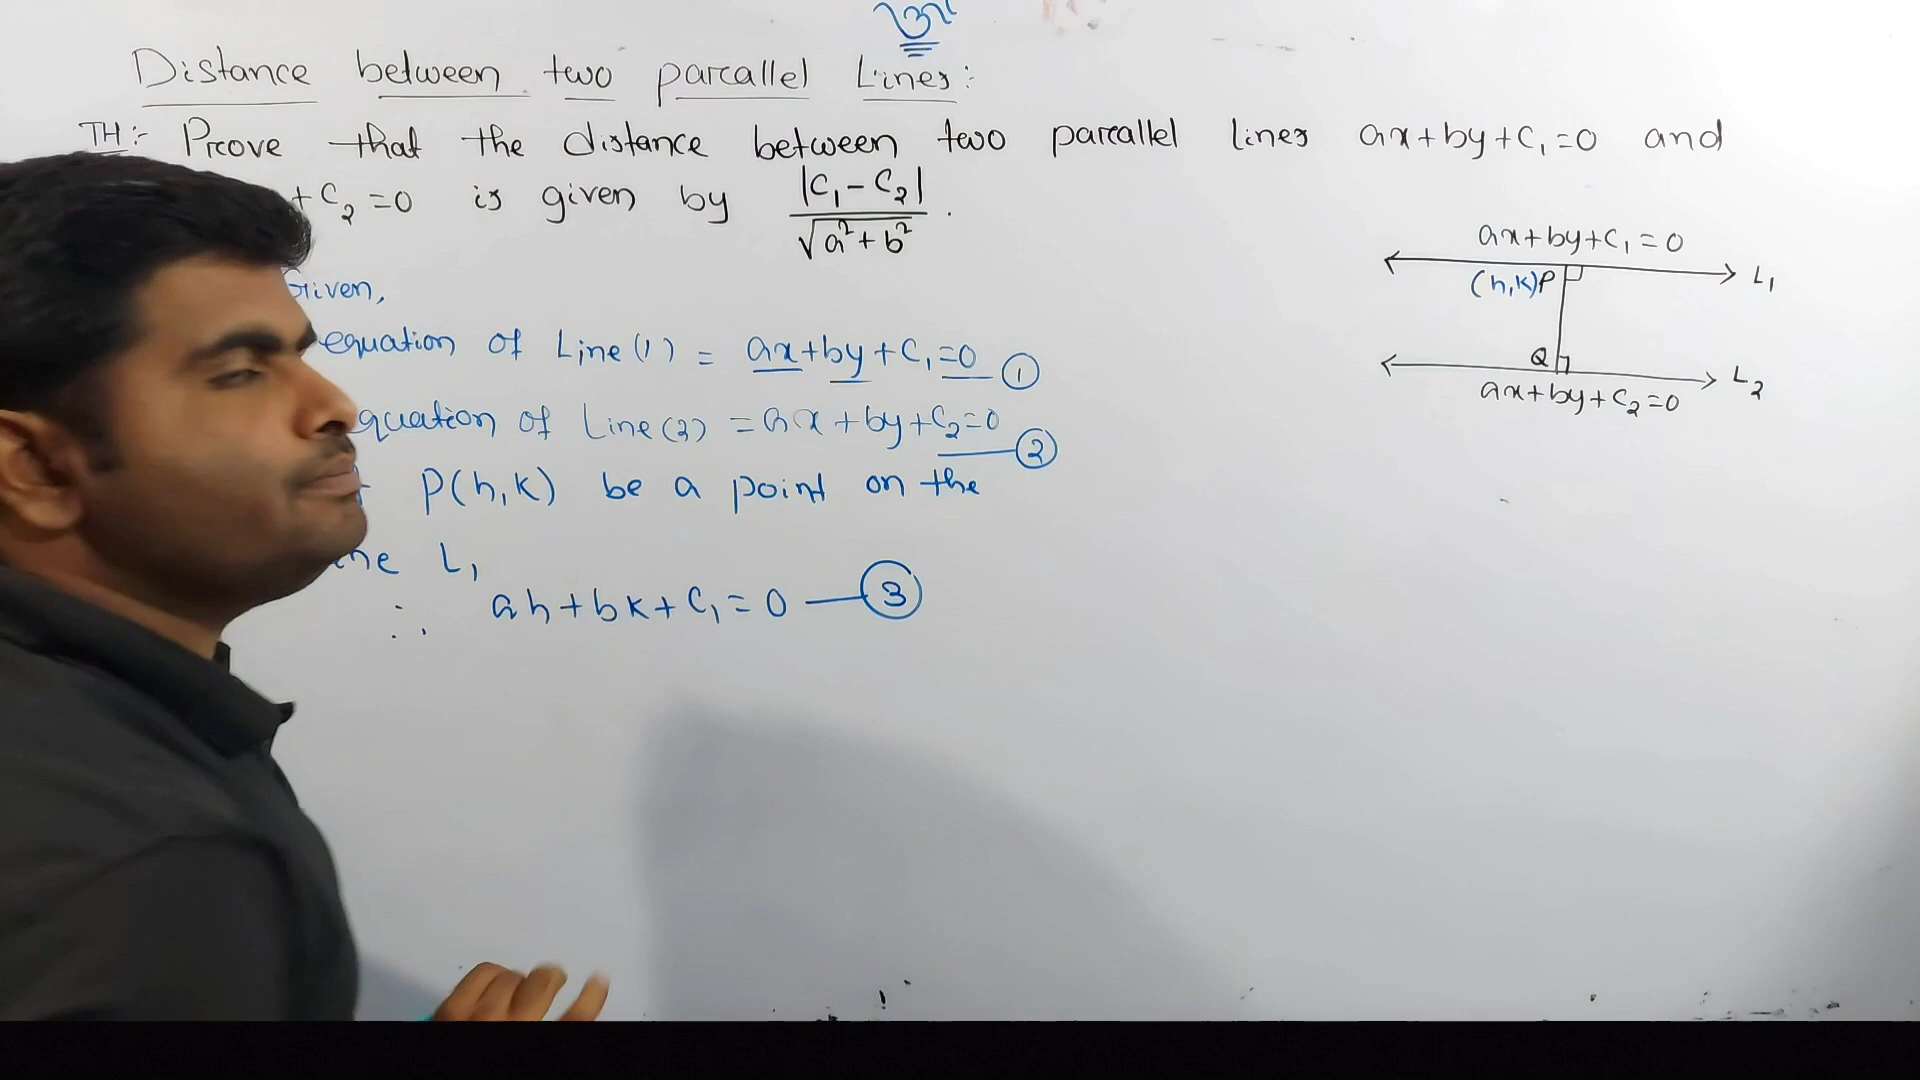 Distance between two parallel Lines:
TH:- Prove that the distance between two parallel lines ax+by+C₁=0 and
+C₂=0 is given by |C₁-C₂|/√a²+b².
Given,
equation of Line(1) = ax+by+C₁=0 ①
quation of Line(2) = ax+by+C₂=0 ②
P(h,k) be a point on the
L₁
∴ ah+bk+C₁=0 — ③
ax+by+C₁=0
L₁
(h,k)P
Q
L₂
ax+by+C₂=0